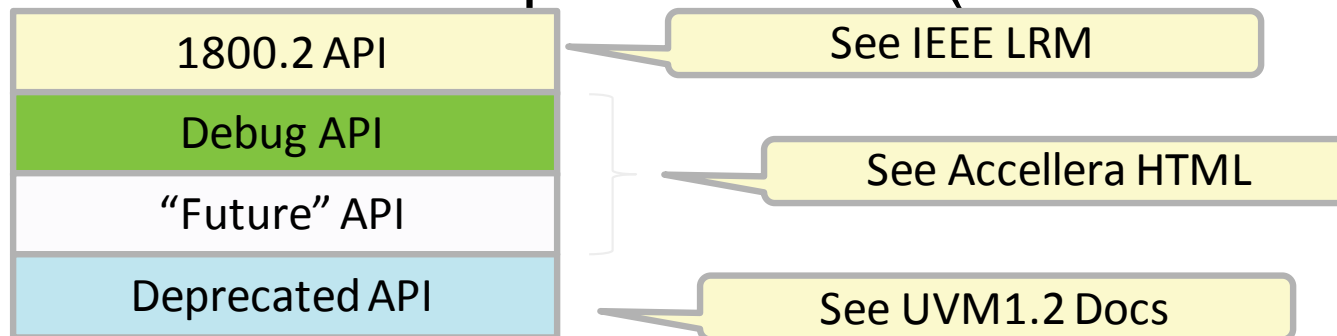 1800.2 API
See IEEE LRM
Debug API
See Accellera HTML
“Future” API
Deprecated API
See UVM1.2 Docs